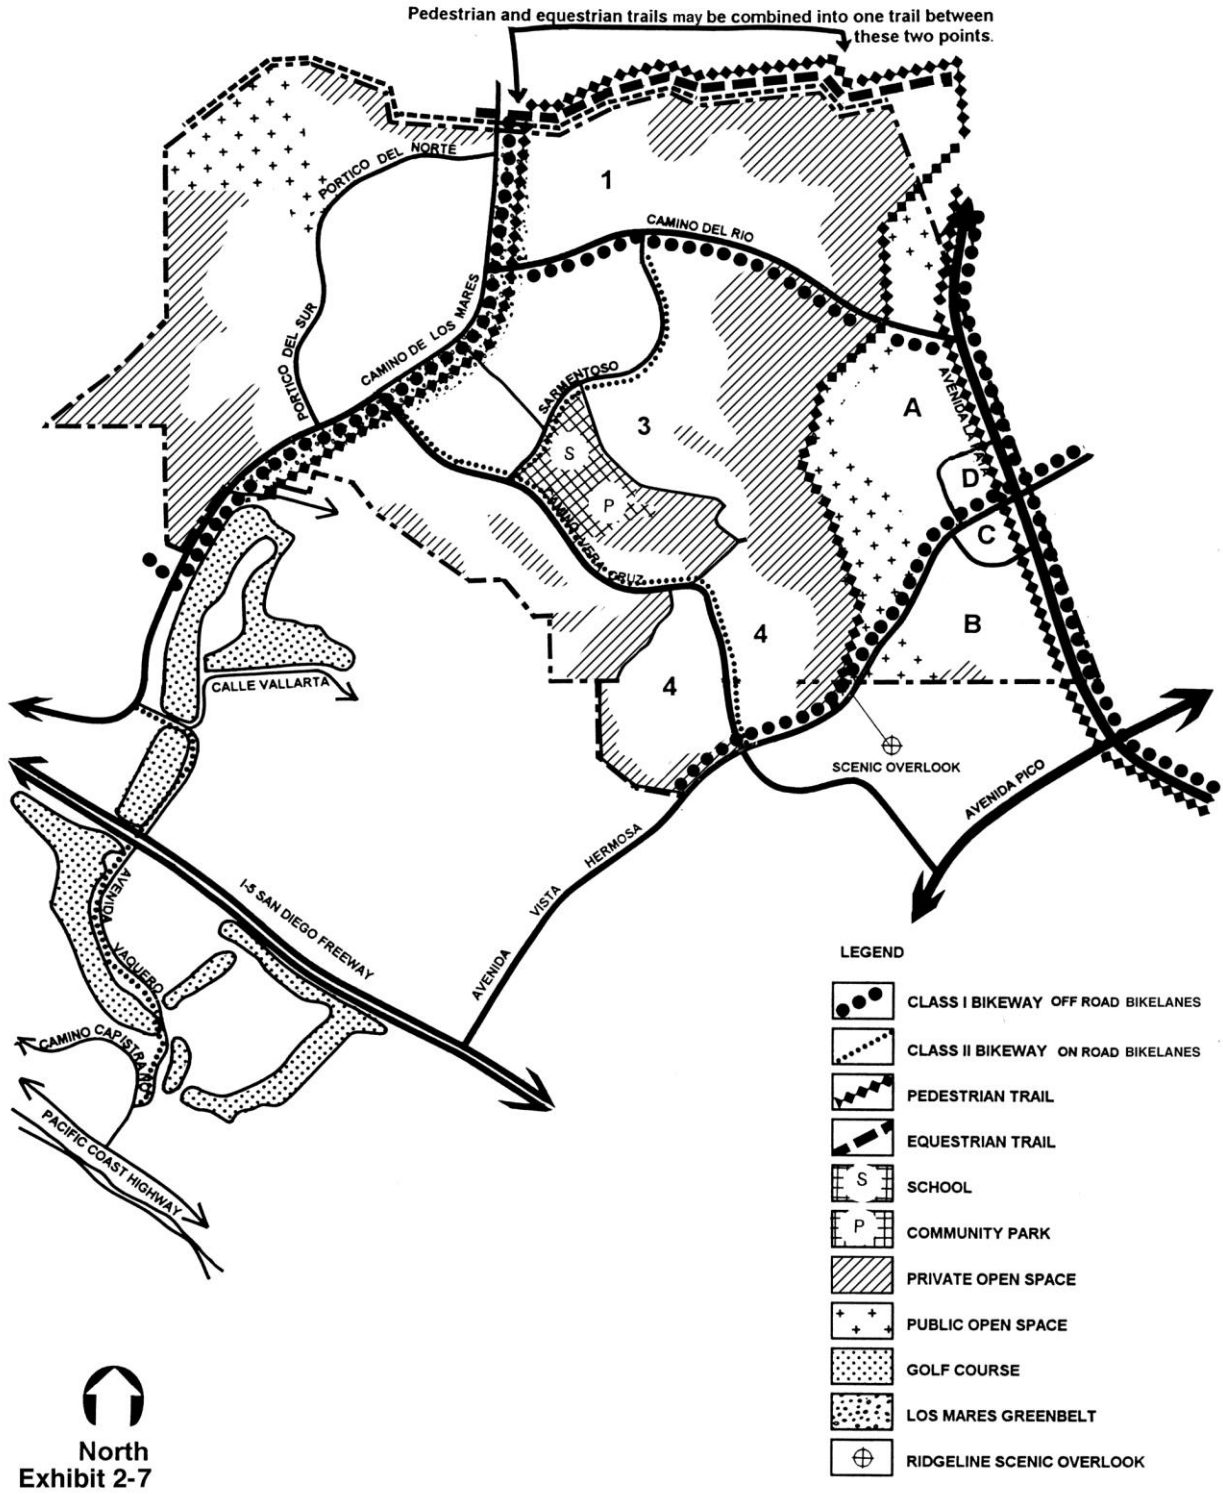 Pedestrian and equestrian trails may be combined into one trail between
these two points.
PORTICO DEL NORTE
1
CAMINO DEL RIO
PORTICO DEL SUR
CAMINO DE LOS MARES
SARMENTOSO
3
A
AVENIDA
S
D
P
C
CAMINO VERA CRUZ
4
B
4
CALLE VALLARTA
SCENIC OVERLOOK
AVENIDA PICO
AVENIDA VISTA HERMOSA
I-5 SAN DIEGO FREEWAY
AVENIDA VAQUERO
CAMINO CAPISTRANO
PACIFIC COAST HIGHWAY
LEGEND
CLASS I BIKEWAY OFF ROAD BIKELANES
CLASS II BIKEWAY ON ROAD BIKELANES
PEDESTRIAN TRAIL
EQUESTRIAN TRAIL
S SCHOOL
P COMMUNITY PARK
PRIVATE OPEN SPACE
PUBLIC OPEN SPACE
GOLF COURSE
LOS MARES GREENBELT
RIDGELINE SCENIC OVERLOOK
North
Exhibit 2-7